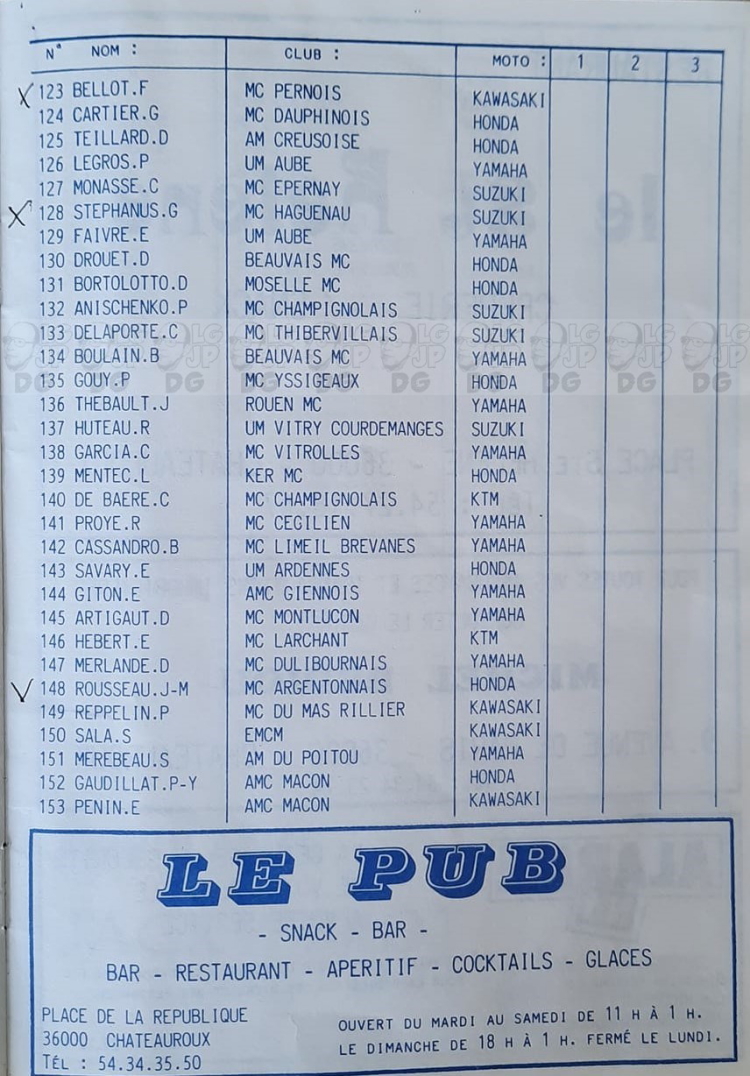 N° NOM : CLUB : MOTO : 1 2 3
123 BELLOT.F MC PERNOIS KAWASAKI
124 CARTIER.G MC DAUPHINOIS HONDA
125 TEILLARD.D AM CREUSOISE HONDA
126 LEGROS.P UM AUBE YAMAHA
127 MONASSE.C MC EPERNAY SUZUKI
128 STEPHANUS.G MC HAGUENAU SUZUKI
129 FAIVRE.E UM AUBE YAMAHA
130 DROUET.D BEAUVAIS MC HONDA
131 BORTOLOTTO.D MOSELLE MC HONDA
132 ANISCHENKO.P MC CHAMPIGNOLAIS SUZUKI
133 DELAPORTE.C MC THIBERVILLAIS SUZUKI
134 BOULAIN.B BEAUVAIS MC YAMAHA
135 GOUY.P MC YSSIGEAUX HONDA
136 THEBAULT.J ROUEN MC YAMAHA
137 HUTEAU.R UM VITRY COURDEMANGES SUZUKI
138 GARCIA.C MC VITROLLES YAMAHA
139 MENTEC.L KER MC HONDA
140 DE BAERE.C MC CHAMPIGNOLAIS KTM
141 PROYE.R MC CEGILIEN YAMAHA
142 CASSANDRO.B MC LIMEIL BREVANES YAMAHA
143 SAVARY.E UM ARDENNES HONDA
144 GITON.E AMC GIENNOIS YAMAHA
145 ARTIGAUT.D MC MONTLUCON YAMAHA
146 HEBERT.E MC LARCHANT KTM
147 MERLANDE.D MC DULIBOURNAIS YAMAHA
148 ROUSSEAU.J-M MC ARGENTONNAIS HONDA
149 REPPELIN.P MC DU MAS RILLIER KAWASAKI
150 SALA.S EMCM KAWASAKI
151 MEREBEAU.S AM DU POITOU YAMAHA
152 GAUDILLAT.P-Y AMC MACON HONDA
153 PENIN.E AMC MACON KAWASAKI
LE PUB
- SNACK - BAR -
BAR - RESTAURANT - APERITIF - COCKTAILS - GLACES
PLACE DE LA REPUBLIQUE
36000 CHATEAUROUX
TÉL : 54.34.35.50
OUVERT DU MARDI AU SAMEDI DE 11 H À 1 H.
LE DIMANCHE DE 18 H À 1 H. FERMÉ LE LUNDI.